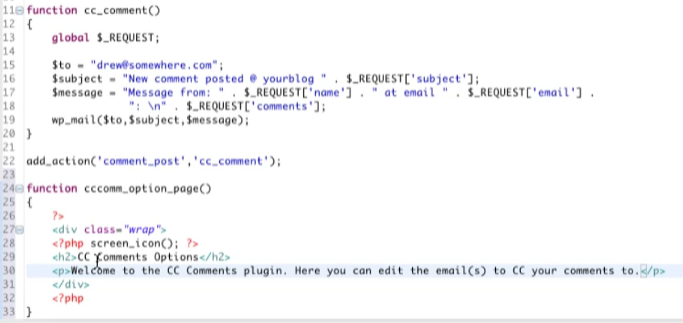 11 function cc_comment()
12 {
13 global $_REQUEST;
14
15 $to = "drew@somewhere.com";
16 $subject = "New comment posted @ yourblog " . $_REQUEST['subject'];
17 $message = "Message from: " . $_REQUEST['name'] . " at email " . $_REQUEST['email'] .
18 ": \n" . $_REQUEST['comments'];
19 wp_mail($to,$subject,$message);
20 }
21
22 add_action('comment_post','cc_comment');
23
24 function cccomm_option_page()
25 {
26 ?>
27 <div class="wrap">
28 <?php screen_icon(); ?>
29 <h2>CC Comments Options</h2>
30 <p>Welcome to the CC Comments plugin. Here you can edit the email(s) to CC your comments to.</p>
31 </div>
32 <?php
33 }